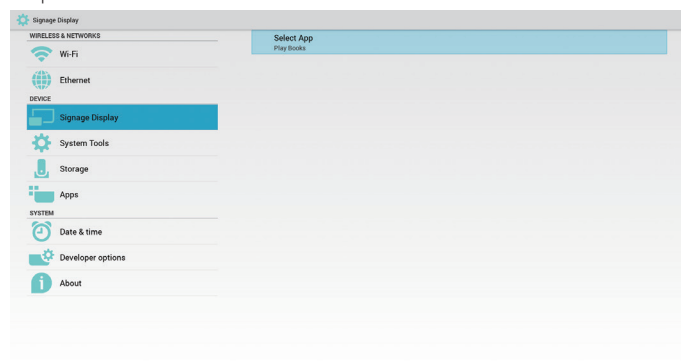 Signage Display
WIRELESS & NETWORKS
Wi-Fi
Ethernet
DEVICE
Signage Display
System Tools
Storage
Apps
SYSTEM
Date & time
Developer options
About
Select App
Play Books